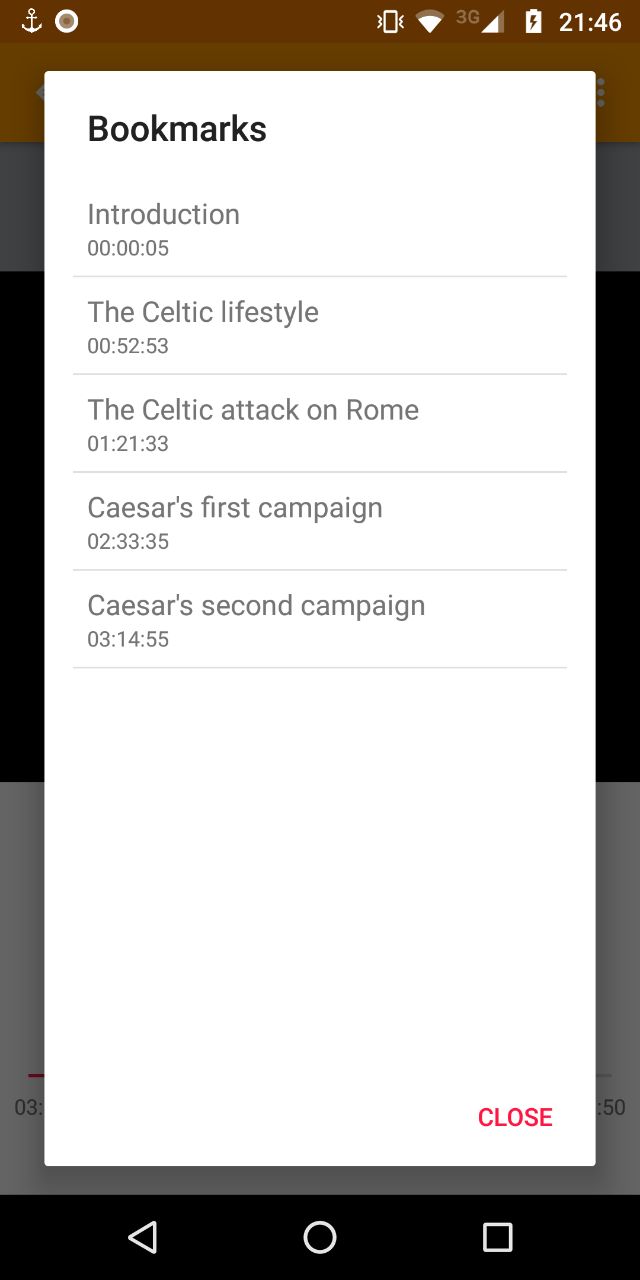 3G 21:46
Bookmarks
Introduction
00:00:05
The Celtic lifestyle
00:52:53
The Celtic attack on Rome
01:21:33
Caesar's first campaign
02:33:35
Caesar's second campaign
03:14:55
03: :50
CLOSE